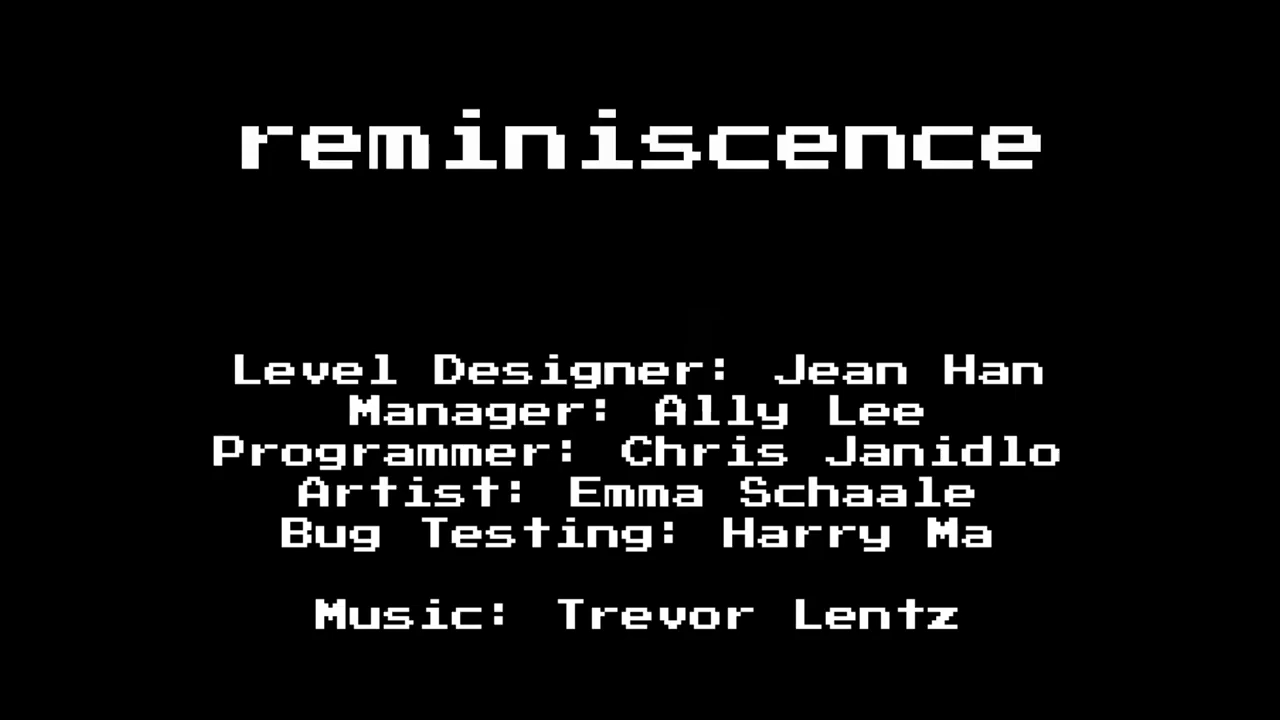 reminiscence
Level Designer: Jean Han
Manager: Ally Lee
Programmer: Chris Janidlo
Artist: Emma Schaale
Bug Testing: Harry Ma
Music: Trevor Lentz